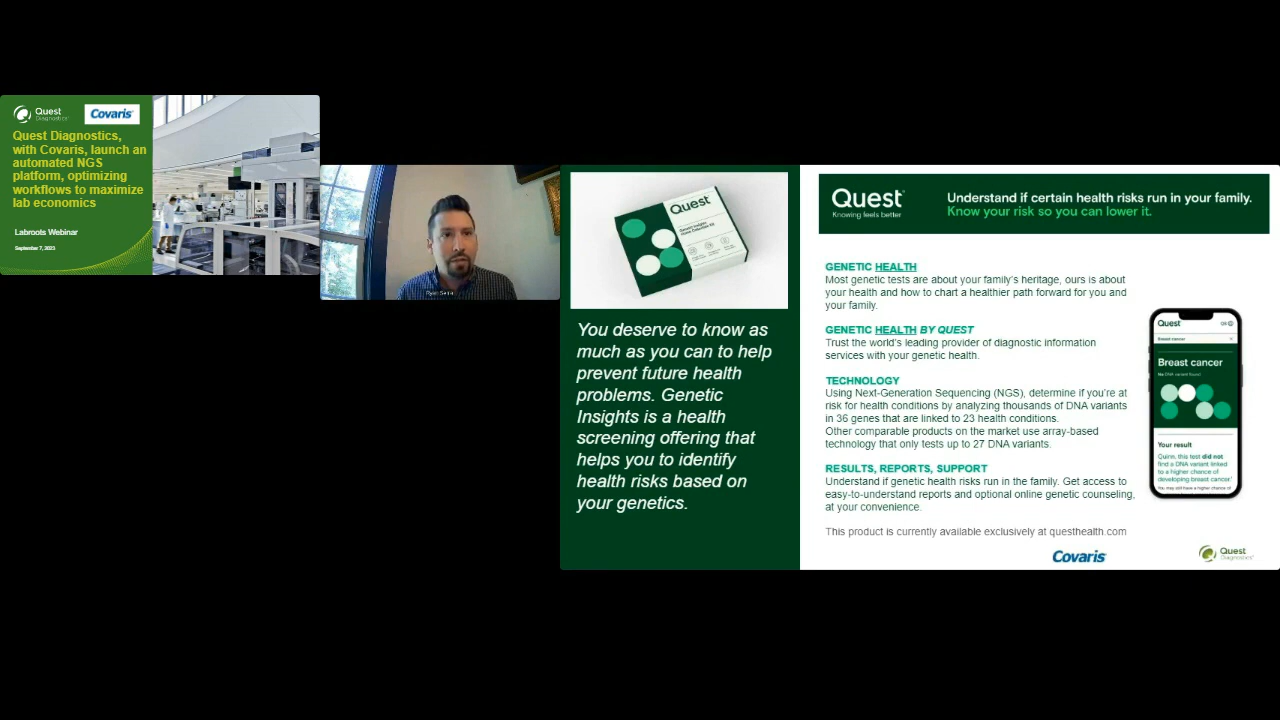 Quest
Diagnostics
Covaris
Quest Diagnostics,
with Covaris, launch an
automated NGS
platform, optimizing
workflows to maximize
lab economics
Labroots Webinar
September 7, 2023
Ryan
Quest
You deserve to know as
much as you can to help
prevent future health
problems. Genetic
Insights is a health
screening offering that
helps you to identify
health risks based on
your genetics.
Quest
Knowing feels better
Understand if certain health risks run in your family.
Know your risk so you can lower it.
GENETIC HEALTH
Most genetic tests are about your family's heritage, ours is about
your health and how to chart a healthier path forward for you and
your family.
GENETIC HEALTH BY QUEST
Trust the world's leading provider of diagnostic information
services with your genetic health.
TECHNOLOGY
Using Next-Generation Sequencing (NGS), determine if you're at
risk for health conditions by analyzing thousands of DNA variants
in 36 genes that are linked to 23 health conditions.
Other comparable products on the market use array-based
technology that only tests up to 27 DNA variants.
RESULTS, REPORTS, SUPPORT
Understand if genetic health risks run in the family. Get access to
easy-to-understand reports and optional online genetic counseling,
at your convenience.
This product is currently available exclusively at questhealth.com
Quest
Breast cancer
Breast cancer
No DNA variant found
Your result
Quinn, this test did not
find a DNA variant linked
to a higher chance of
developing breast cancer.
You may still have a higher chance of
Covaris
Quest
Diagnostics